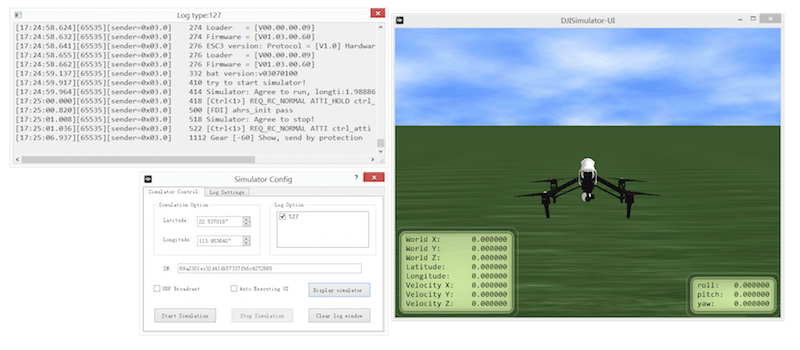 Log type:127
[17:24:58.624][65535][sender=0x03.0] 274 Loader = [V00.00.00.09]
[17:24:58.632][65535][sender=0x03.0] 274 Firmware = [V01.03.00.60]
[17:24:58.641][65535][sender=0x03.0] 276 ESC3 version: Protocol = [V1.0] Hardwar
[17:24:58.655][65535][sender=0x03.0] 276 Loader = [V00.00.00.09]
[17:24:58.662][65535][sender=0x03.0] 276 Firmware = [V01.03.00.60]
[17:24:59.137][65535][sender=0x03.0] 332 bat version:v03070100
[17:24:59.917][65535][sender=0x03.0] 410 try to start simulator!
[17:24:59.964][65535][sender=0x03.0] 414 Simulator: Agree to run, longti:1.98886
[17:25:00.000][65535][sender=0x03.0] 418 [Ctrl<1>] REQ_RC_NORMAL ATTI_HOLD ctrl_
[17:25:00.820][65535][sender=0x03.0] 500 [FDI] ahrs_init pass
[17:25:01.008][65535][sender=0x03.0] 518 Simulator: Agree to stop!
[17:25:01.036][65535][sender=0x03.0] 522 [Ctrl<1>] REQ_RC_NORMAL ATTI ctrl_atti
[17:25:06.937][65535][sender=0x03.0] 1112 Gear [-60] Show, send by protection
Simulator Config
Simulator Control Log Settings
Simulation Option
Latitude: 22.537018°
Longitude: 113.953640°
Log Option
127
SN:
UDP Broadcast Auto Executing UI Display simulator
Start Simulation Stop Simulation Clear log window
DJISimulator-UI
World X: 0.000000
World Y: 0.000000
World Z: 0.000000
Latitude: 0.000000
Longitude: 0.000000
Velocity X: 0.000000
Velocity Y: 0.000000
Velocity Z: 0.000000
roll: 0.000000
pitch: 0.000000
yaw: 0.000000